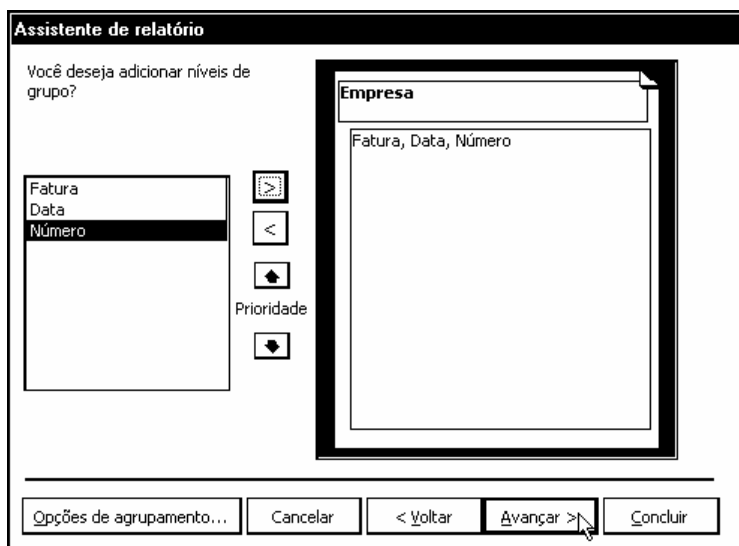 Assistente de relatório
Você deseja adicionar níveis de
grupo?
Fatura
Data
Número
>
<
Prioridade
Empresa
Fatura, Data, Número
Opções de agrupamento...
Cancelar
< Voltar
Avançar >
Concluir